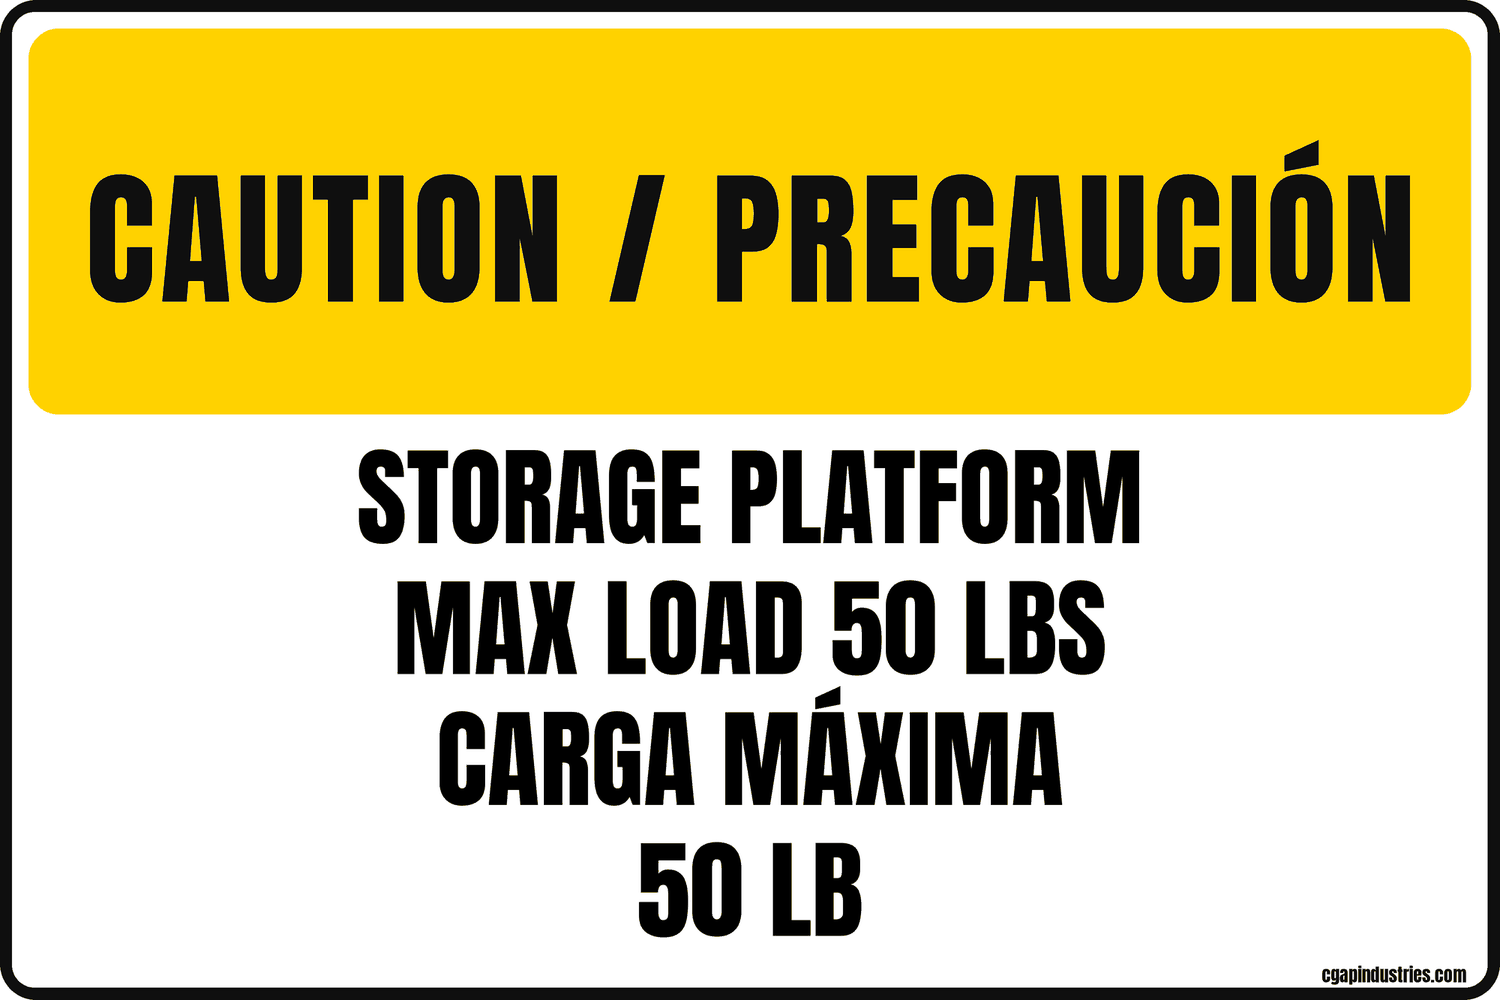 CAUTION / PRECAUCIÓN
STORAGE PLATFORM
MAX LOAD 50 LBS
CARGA MÁXIMA
50 LB
cgapindustries.com